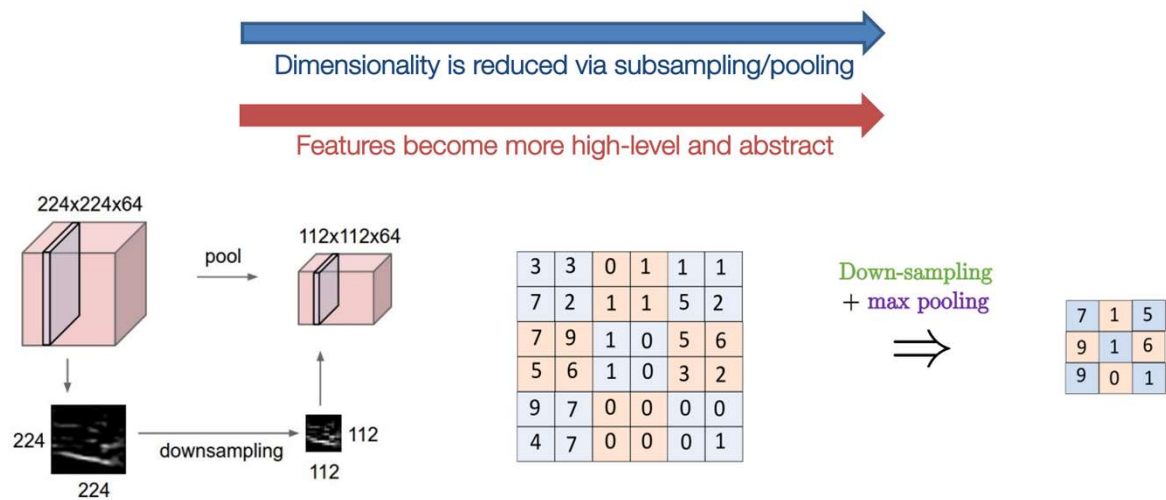 Dimensionality is reduced via subsampling/pooling
Features become more high-level and abstract
224x224x64
pool
112x112x64
224
224
downsampling
112
112
3 3 0 1 1 1
7 2 1 1 5 2
7 9 1 0 5 6
5 6 1 0 3 2
9 7 0 0 0 0
4 7 0 0 0 1
Down-sampling
+ max pooling
⇒
7 1 5
9 1 6
9 0 1